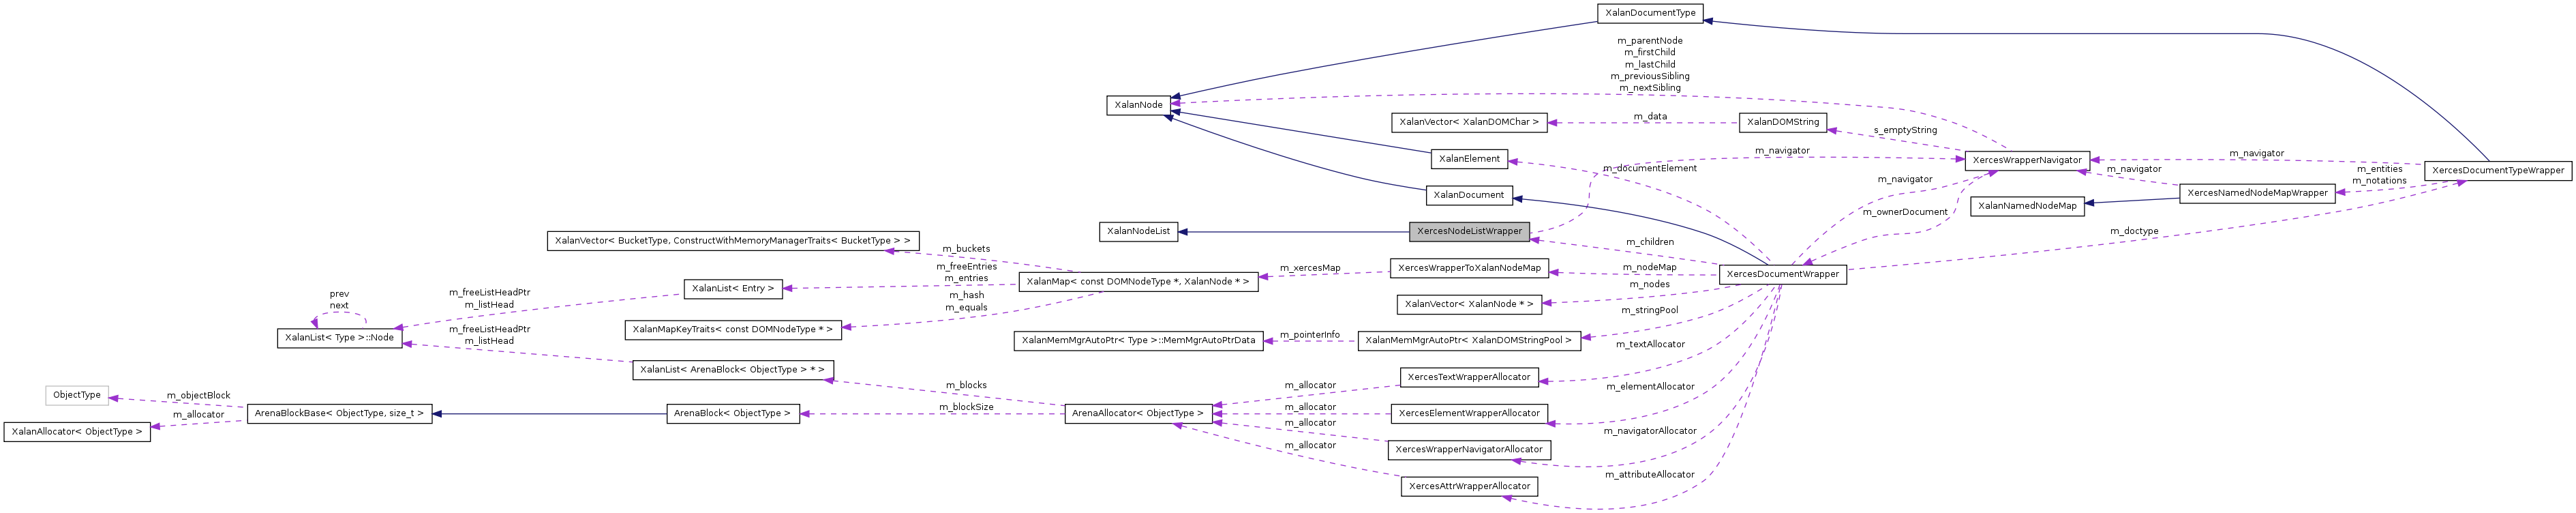 XalanDocumentType
m_parentNode
m_firstChild
m_lastChild
m_previousSibling
m_nextSibling
XalanNode
XalanVector< XalanDOMChar >
m_data
XalanDOMString
s_emptyString
XalanElement
m_documentElement
m_navigator
XercesWrapperNavigator
m_navigator
XercesDocumentTypeWrapper
m_entities
m_notations
m_navigator
XercesNamedNodeMapWrapper
XalanDocument
m_navigator
m_ownerDocument
XalanNamedNodeMap
XalanNodeList
XercesNodeListWrapper
m_children
m_doctype
XalanVector< BucketType, ConstructWithMemoryManagerTraits< BucketType > >
m_buckets
m_freeEntries
m_entries
XalanMap< const DOMNodeType *, XalanNode * >
m_xercesMap
XercesWrapperToXalanNodeMap
m_nodeMap
XercesDocumentWrapper
XalanList< Entry >
m_hash
m_equals
m_nodes
XalanVector< XalanNode * >
prev
next
m_freeListHeadPtr
m_listHead
XalanMapKeyTraits< const DOMNodeType * >
m_stringPool
XalanList< Type >::Node
m_freeListHeadPtr
m_listHead
XalanMemMgrAutoPtr< Type >::MemMgrAutoPtrData
m_pointerInfo
XalanMemMgrAutoPtr< XalanDOMStringPool >
m_textAllocator
XalanList< ArenaBlock< ObjectType > * >
XercesTextWrapperAllocator
m_blocks
m_allocator
m_elementAllocator
ObjectType
m_objectBlock
m_allocator
ArenaBlockBase< ObjectType, size_t >
ArenaBlock< ObjectType >
m_blockSize
ArenaAllocator< ObjectType >
m_allocator
XercesElementWrapperAllocator
XalanAllocator< ObjectType >
m_allocator
m_navigatorAllocator
m_allocator
XercesWrapperNavigatorAllocator
m_attributeAllocator
XercesAttrWrapperAllocator